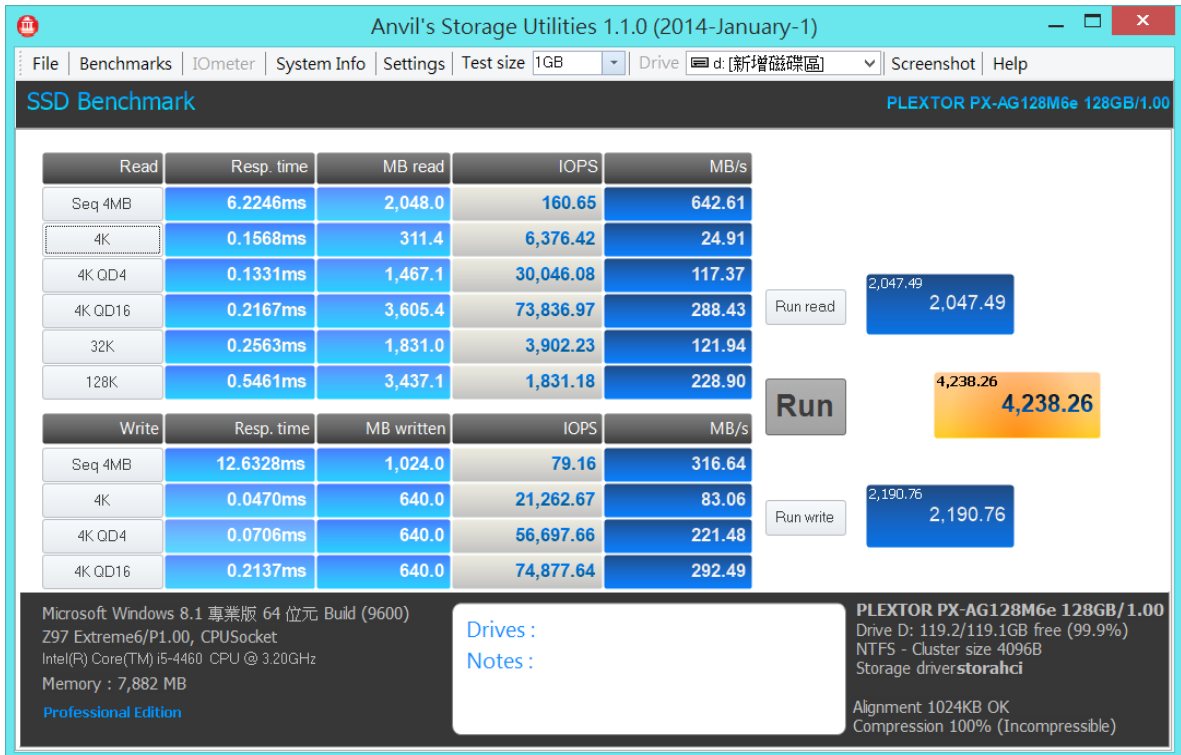 Anvil's Storage Utilities 1.1.0 (2014-January-1)
File Benchmarks IOmeter System Info Settings Test size 1GB Drive d: [新增磁碟區] Screenshot Help
SSD Benchmark PLEXTOR PX-AG128M6e 128GB/1.00
Read Resp. time MB read IOPS MB/s
Seq 4MB 6.2246ms 2,048.0 160.65 642.61
4K 0.1568ms 311.4 6,376.42 24.91
4K QD4 0.1331ms 1,467.1 30,046.08 117.37
4K QD16 0.2167ms 3,605.4 73,836.97 288.43
32K 0.2563ms 1,831.0 3,902.23 121.94
128K 0.5461ms 3,437.1 1,831.18 228.90
Run read
2,047.49
2,047.49
Run
4,238.26
4,238.26
Write Resp. time MB written IOPS MB/s
Seq 4MB 12.6328ms 1,024.0 79.16 316.64
4K 0.0470ms 640.0 21,262.67 83.06
4K QD4 0.0706ms 640.0 56,697.66 221.48
4K QD16 0.2137ms 640.0 74,877.64 292.49
Run write
2,190.76
2,190.76
Microsoft Windows 8.1 專業版 64 位元 Build (9600)
Z97 Extreme6/P1.00, CPUSocket
Intel(R) Core(TM) i5-4460 CPU @ 3.20GHz
Memory : 7,882 MB
Professional Edition
Drives :
Notes :
PLEXTOR PX-AG128M6e 128GB/1.00
Drive D: 119.2/119.1GB free (99.9%)
NTFS - Cluster size 4096B
Storage driverstorahci
Alignment 1024KB OK
Compression 100% (Incompressible)